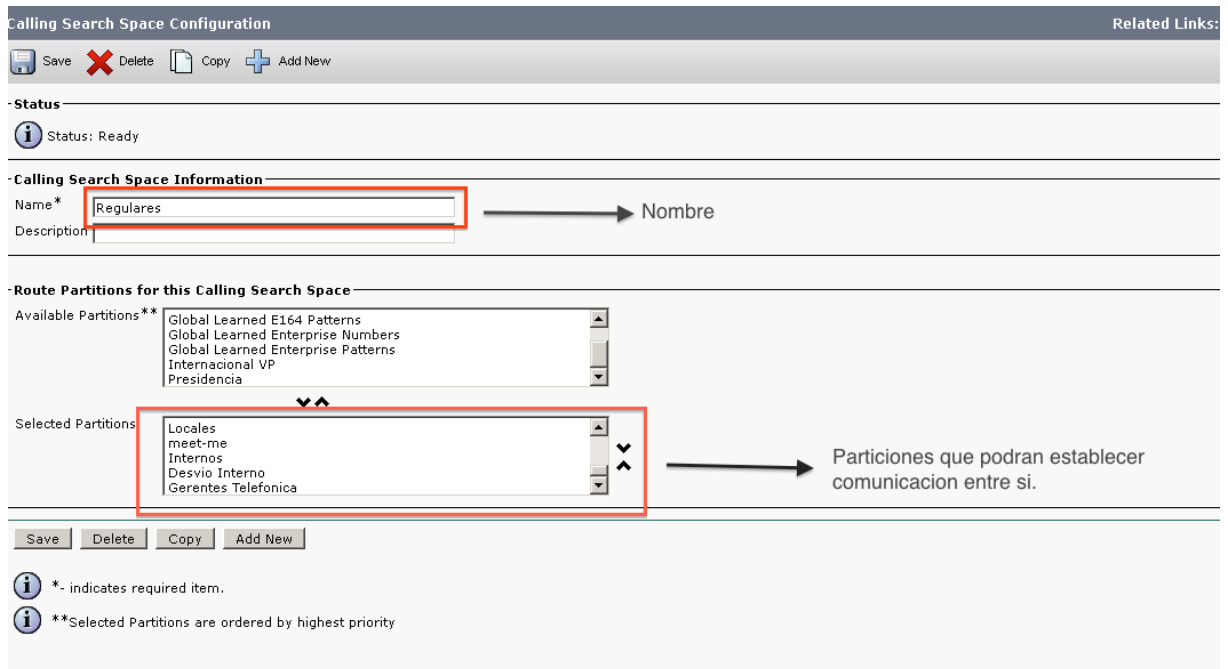 Calling Search Space Configuration
Related Links:
Save Delete Copy Add New
Status
Status: Ready
Calling Search Space Information
Name* Regulares
Nombre
Description
Route Partitions for this Calling Search Space
Available Partitions**
Global Learned E164 Patterns
Global Learned Enterprise Numbers
Global Learned Enterprise Patterns
Internacional VP
Presidencia
Selected Partitions
Locales
meet-me
Internos
Desvio Interno
Gerentes Telefonica
Particiones que podran establecer
comunicacion entre si.
Save Delete Copy Add New
*- indicates required item.
**Selected Partitions are ordered by highest priority